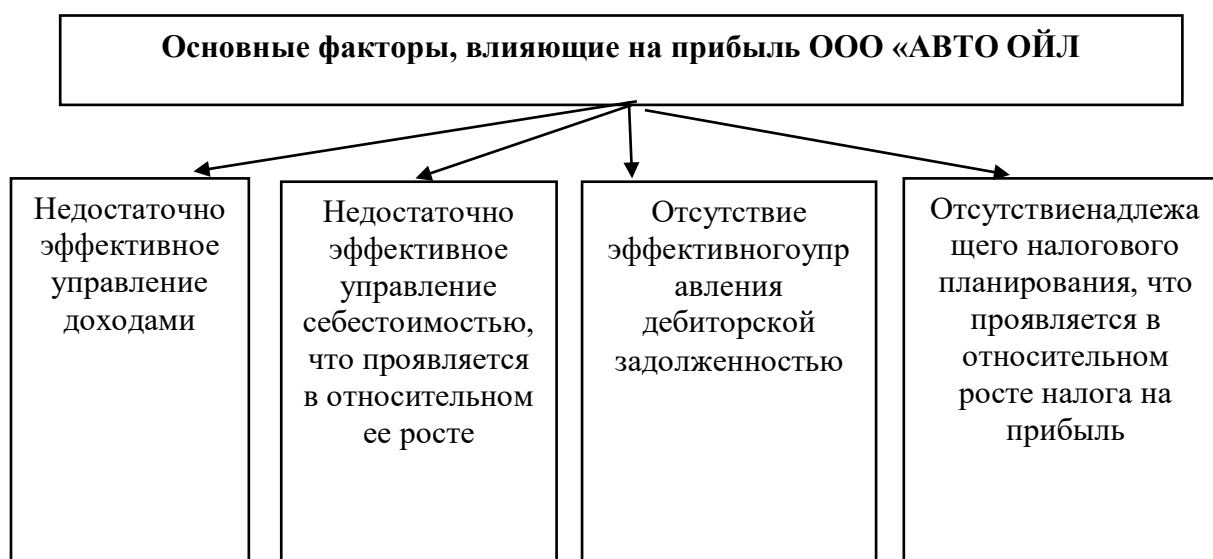 Основные факторы, влияющие на прибыль ООО «АВТО ОЙЛ
Недостаточно
эффективное
управление
доходами
Недостаточно
эффективное
управление
себестоимостью,
что проявляется
в относительном
ее росте
Отсутствие
эффективногоупр
авления
дебиторской
задолженностью
Отсутствиенадлежа
щего налогового
планирования, что
проявляется в
относительном
росте налога на
прибыль